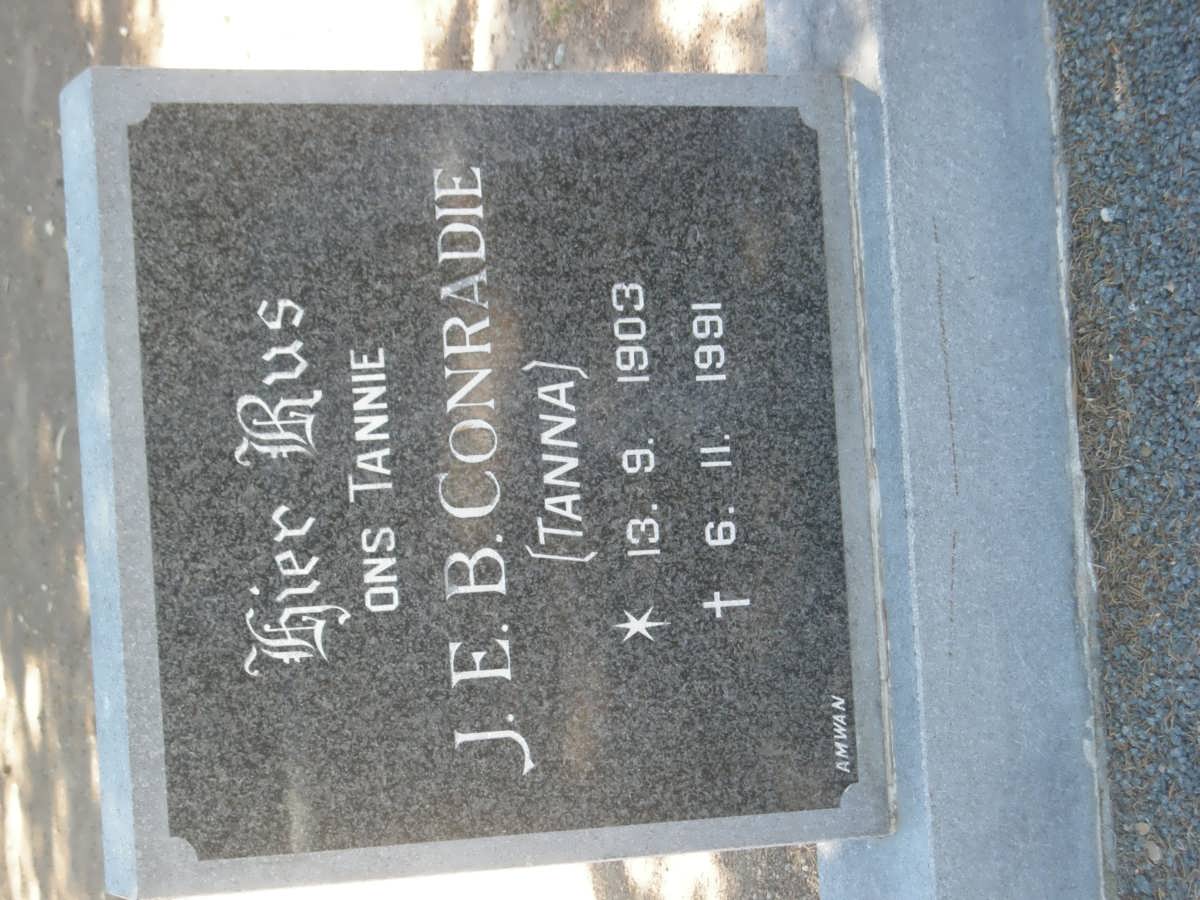 Hier Rus
ONS TANNIE
J. E. B. CONRADIE
(TANNA)
* 13. 9. 1903
† 6. 11. 1991
AMWAN